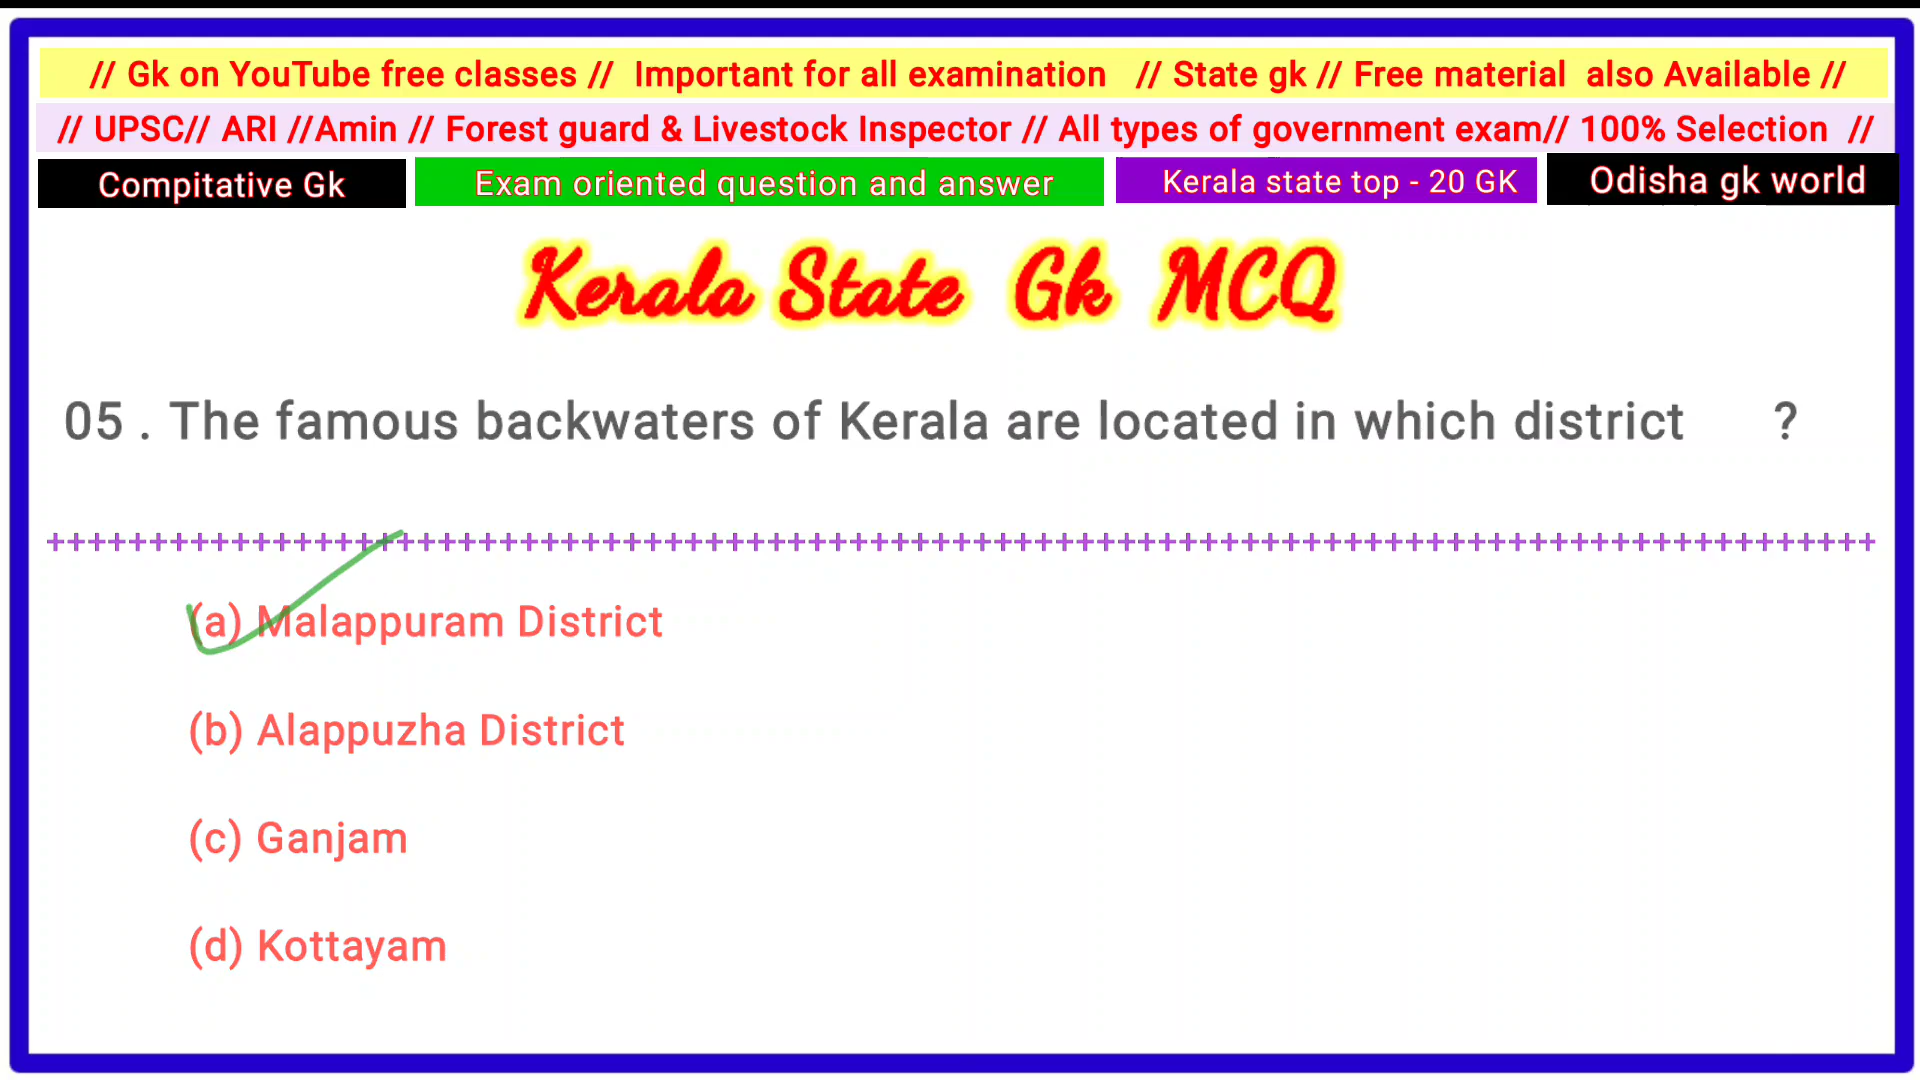 // Gk on YouTube free classes // Important for all examination // State gk // Free material also Available //
// UPSC// ARI //Amin // Forest guard & Livestock Inspector // All types of government exam// 100% Selection //
Compitative Gk Exam oriented question and answer Kerala state top - 20 GK Odisha gk world
Kerala State Gk MCQ
05 . The famous backwaters of Kerala are located in which district ?
++++++++++++++++++++++++++++++++++++++++++++++++++++++++++++++++++++++++++++++++++++++++
(a) Malappuram District
(b) Alappuzha District
(c) Ganjam
(d) Kottayam